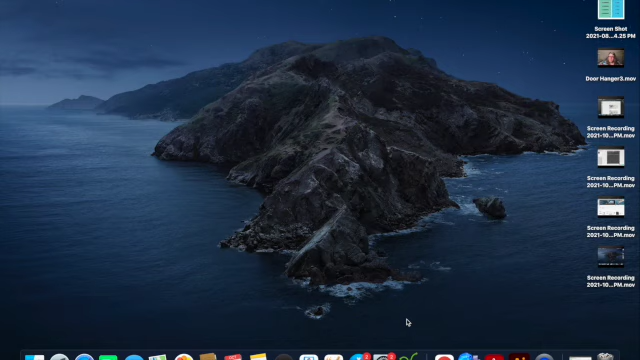 Screen Shot
2021-08...4.25 PM
Door Hanger3.mov
Screen Recording
2021-10...PM.mov
Screen Recording
2021-10...PM.mov
Screen Recording
2021-10...PM.mov
Screen Recording
2021-10...PM.mov